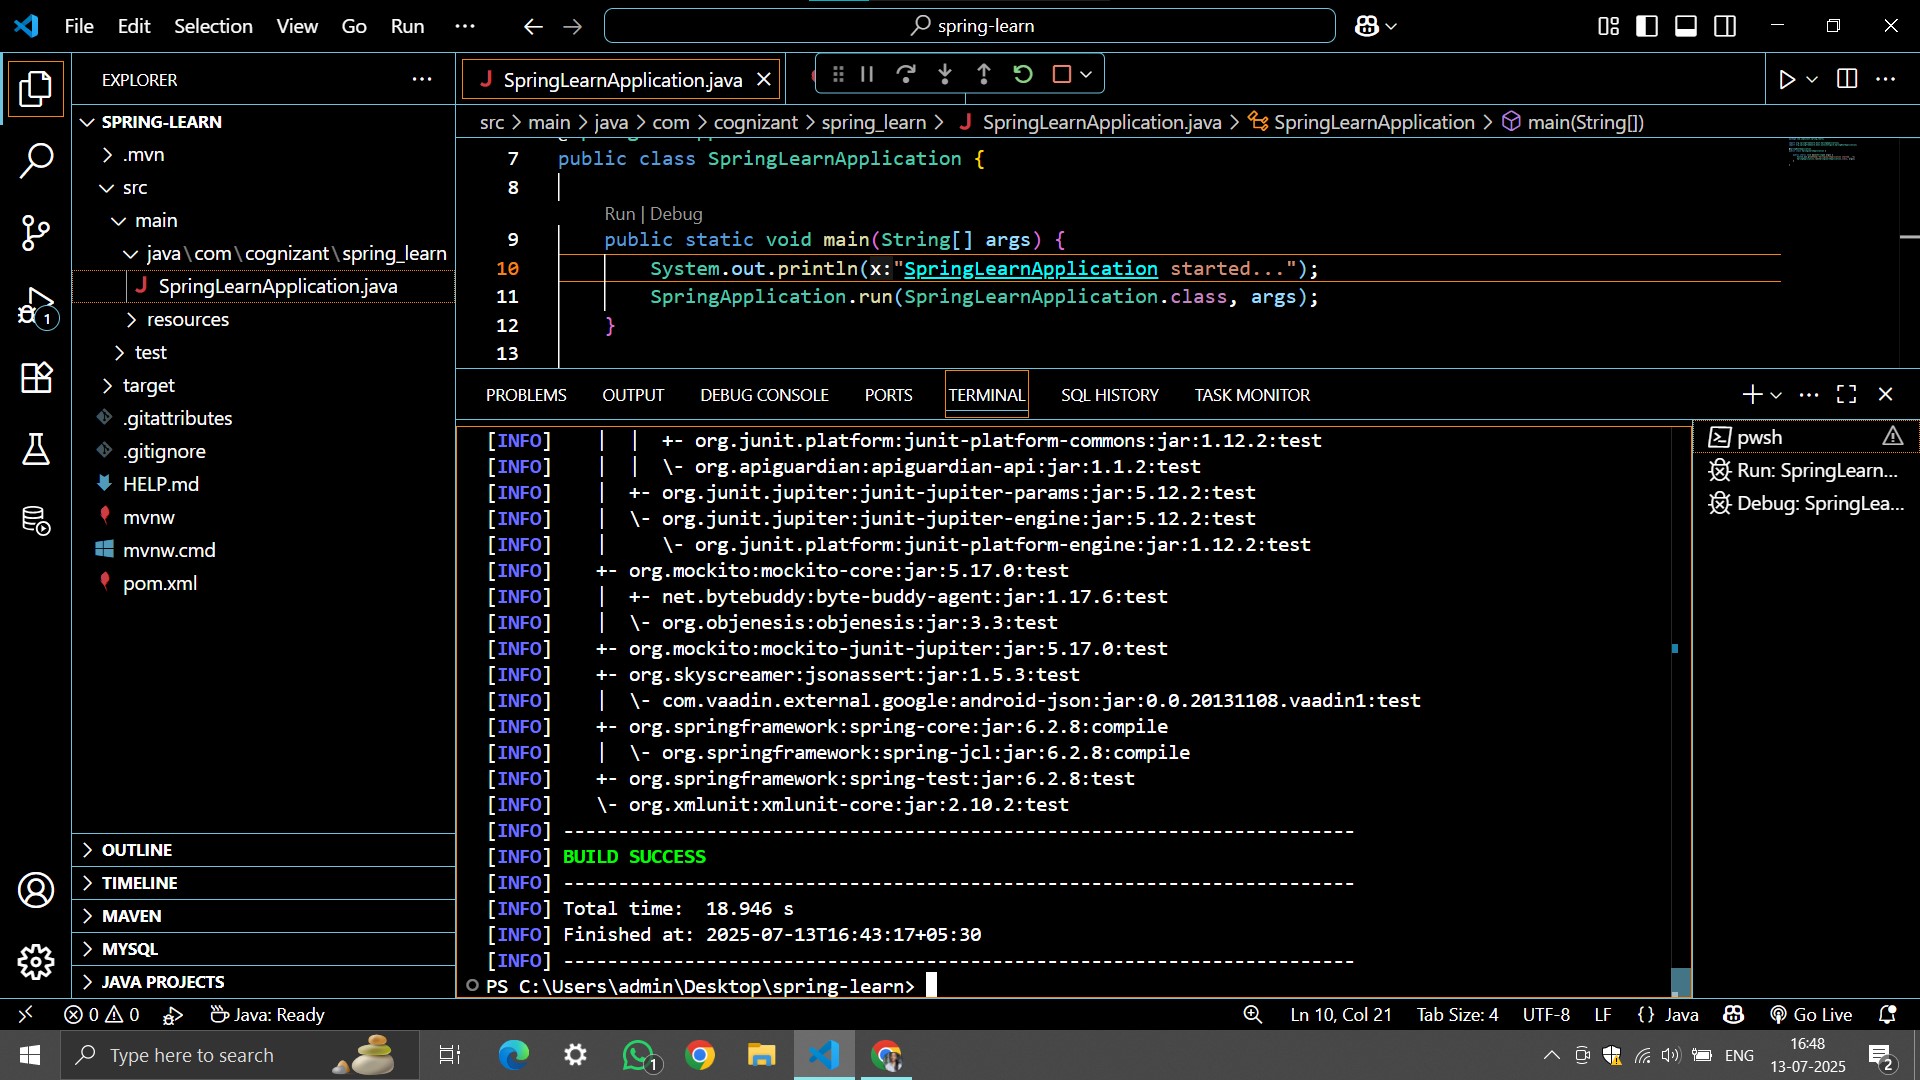 File Edit Selection View Go Run ··· spring-learn
EXPLORER ···
SPRING-LEARN
.mvn
src
main
java\com\cognizant\spring_learn
SpringLearnApplication.java
resources
test
target
.gitattributes
.gitignore
HELP.md
mvnw
mvnw.cmd
pom.xml
OUTLINE
TIMELINE
MAVEN
MYSQL
JAVA PROJECTS
1
SpringLearnApplication.java
src > main > java > com > cognizant > spring_learn > SpringLearnApplication.java > SpringLearnApplication > main(String[])
7 public class SpringLearnApplication {
8
Run | Debug
9 public static void main(String[] args) {
10 System.out.println(x:"SpringLearnApplication started...");
11 SpringApplication.run(SpringLearnApplication.class, args);
12 }
13
PROBLEMS OUTPUT DEBUG CONSOLE PORTS TERMINAL SQL HISTORY TASK MONITOR
[INFO]    |  |  +- org.junit.platform:junit-platform-commons:jar:1.12.2:test
[INFO]    |  |  \- org.apiguardian:apiguardian-api:jar:1.1.2:test
[INFO]    |  +- org.junit.jupiter:junit-jupiter-params:jar:5.12.2:test
[INFO]    |  \- org.junit.jupiter:junit-jupiter-engine:jar:5.12.2:test
[INFO]    |     \- org.junit.platform:junit-platform-engine:jar:1.12.2:test
[INFO]    +- org.mockito:mockito-core:jar:5.17.0:test
[INFO]    |  +- net.bytebuddy:byte-buddy-agent:jar:1.17.6:test
[INFO]    |  \- org.objenesis:objenesis:jar:3.3:test
[INFO]    +- org.mockito:mockito-junit-jupiter:jar:5.17.0:test
[INFO]    +- org.skyscreamer:jsonassert:jar:1.5.3:test
[INFO]    |  \- com.vaadin.external.google:android-json:jar:0.0.20131108.vaadin1:test
[INFO]    +- org.springframework:spring-core:jar:6.2.8:compile
[INFO]    |  \- org.springframework:spring-jcl:jar:6.2.8:compile
[INFO]    +- org.springframework:spring-test:jar:6.2.8:test
[INFO]    \- org.xmlunit:xmlunit-core:jar:2.10.2:test
[INFO] ------------------------------------------------------------------------
[INFO] BUILD SUCCESS
[INFO] ------------------------------------------------------------------------
[INFO] Total time:  18.946 s
[INFO] Finished at: 2025-07-13T16:43:17+05:30
[INFO] ------------------------------------------------------------------------
PS C:\Users\admin\Desktop\spring-learn>
pwsh
Run: SpringLearn...
Debug: SpringLea...
0 0 Java: Ready Ln 10, Col 21 Tab Size: 4 UTF-8 LF {} Java Go Live
Type here to search 1 ENG 16:48
13-07-2025 2